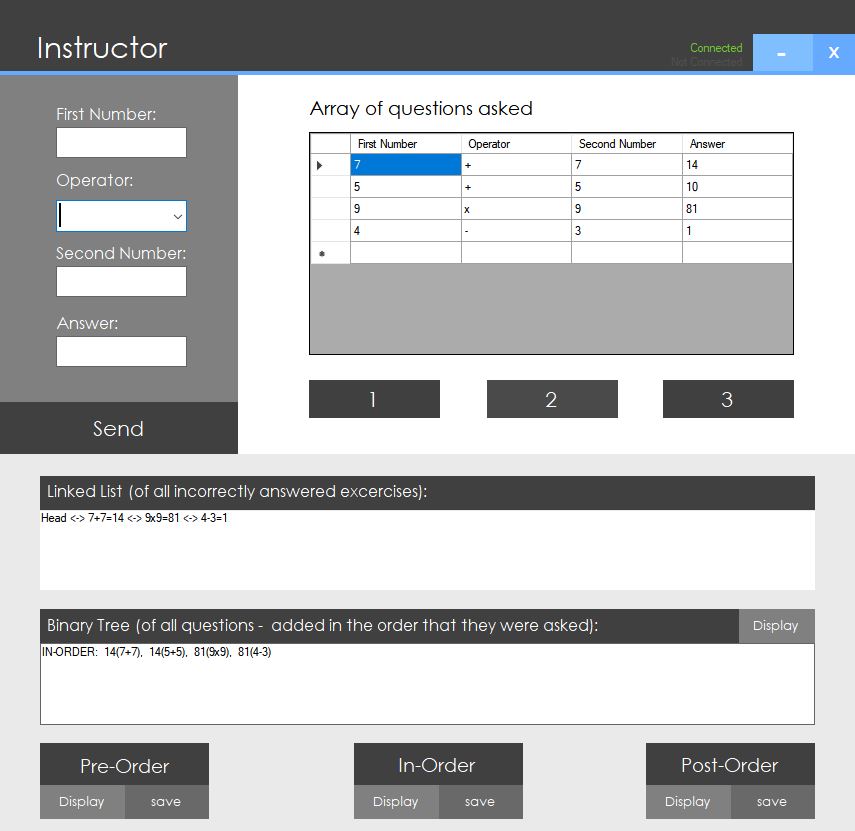 Instructor
Connected
Not Connected
- X
First Number:
Operator:
Second Number:
Answer:
Send
Array of questions asked
First Number Operator Second Number Answer
7 + 7 14
5 + 5 10
9 x 9 81
4 - 3 1
1 2 3
Linked List (of all incorrectly answered excercises):
Head <-> 7+7=14 <-> 9x9=81 <-> 4-3=1
Binary Tree (of all questions - added in the order that they were asked): Display
IN-ORDER: 14(7+7), 14(5+5), 81(9x9), 81(4-3)
Pre-Order In-Order Post-Order
Display save Display save Display save